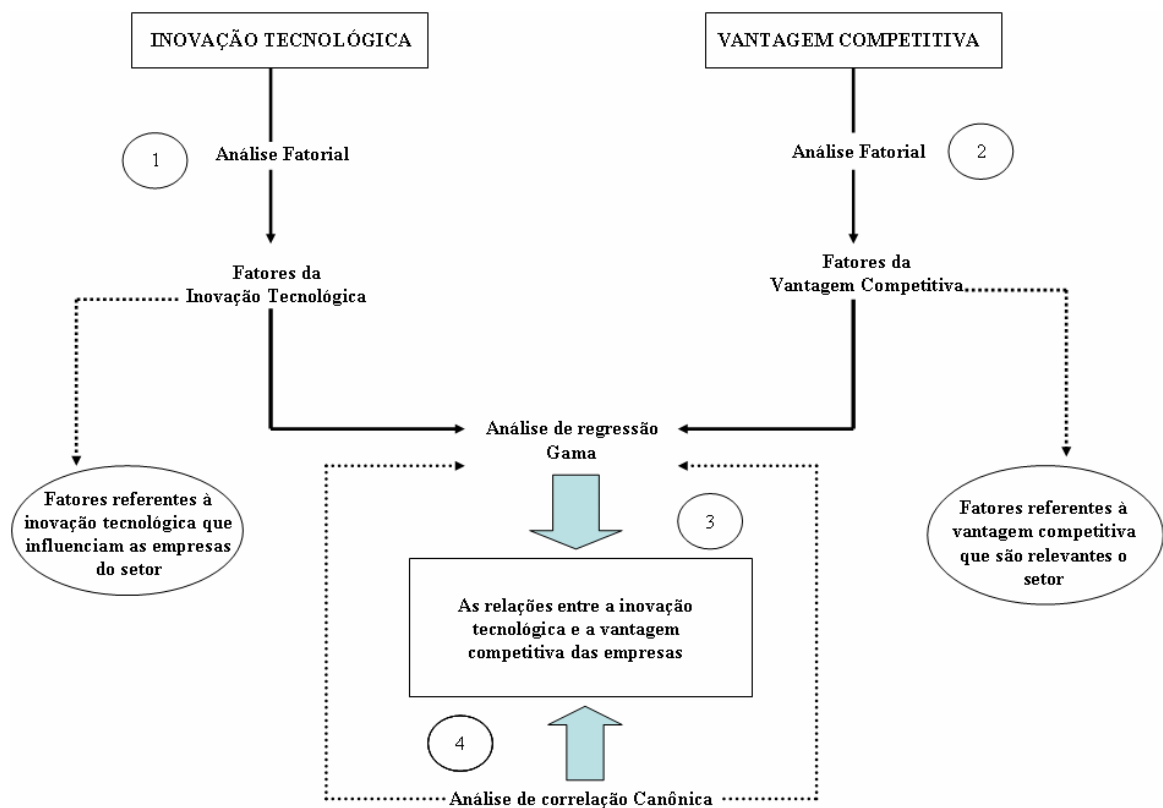 INOVAÇÃO TECNOLÓGICA
VANTAGEM COMPETITIVA
1
Análise Fatorial
Análise Fatorial
2
Fatores da
Inovação Tecnológica
Fatores da
Vantagem Competitiva
Análise de regressão
Gama
Fatores referentes à
inovação tecnológica que
influenciam as empresas
do setor
3
Fatores referentes à
vantagem competitiva
que são relevantes o
setor
As relações entre a inovação
tecnológica e a vantagem
competitiva das empresas
4
Análise de correlação Canônica